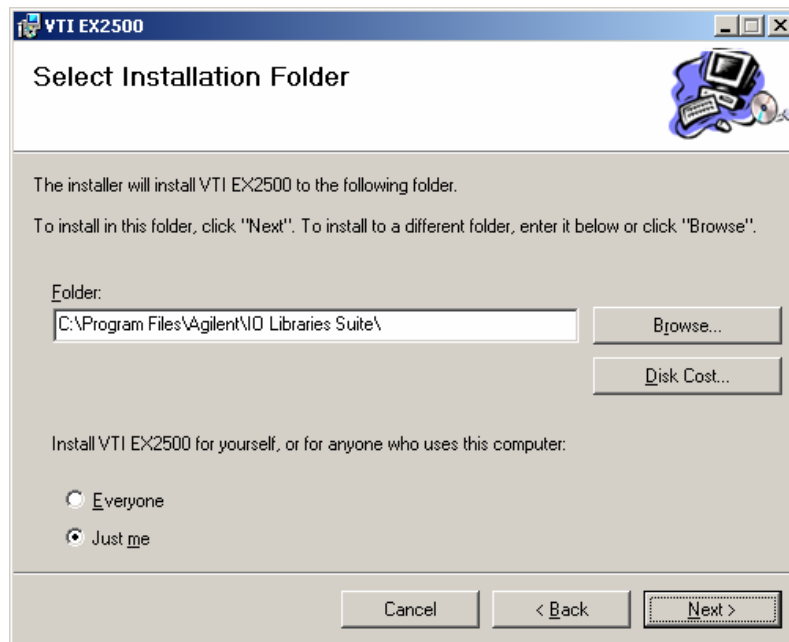 VTI EX2500
Select Installation Folder
The installer will install VTI EX2500 to the following folder.
To install in this folder, click "Next". To install to a different folder, enter it below or click "Browse".
Folder:
C:\Program Files\Agilent\IO Libraries Suite\
Browse...
Disk Cost...
Install VTI EX2500 for yourself, or for anyone who uses this computer:
Everyone
Just me
Cancel
< Back
Next >